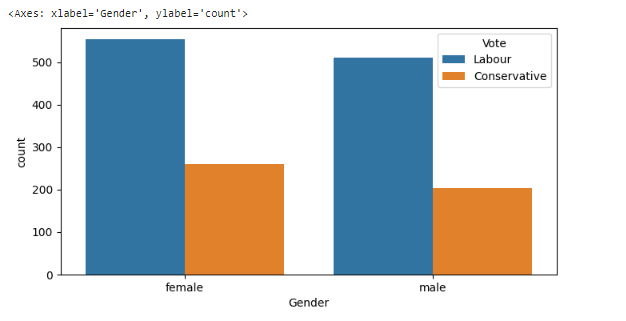 <Axes: xlabel='Gender', ylabel='count'>
Vote
Labour
Conservative
500
400
300
200
100
0
count
female
male
Gender